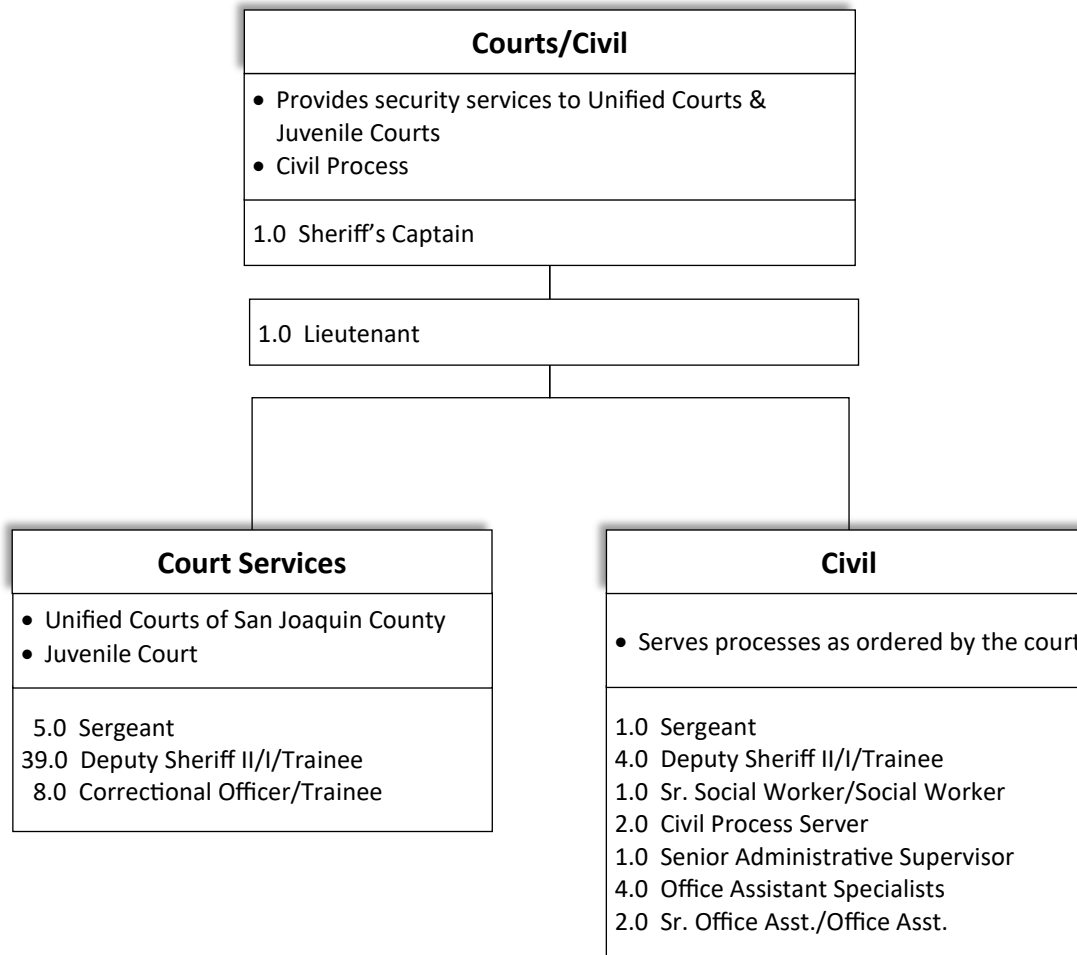 Courts/Civil
• Provides security services to Unified Courts &
Juvenile Courts
• Civil Process
1.0 Sheriff’s Captain
1.0 Lieutenant
Court Services
• Unified Courts of San Joaquin County
• Juvenile Court
5.0 Sergeant
39.0 Deputy Sheriff II/I/Trainee
8.0 Correctional Officer/Trainee
Civil
• Serves processes as ordered by the court
1.0 Sergeant
4.0 Deputy Sheriff II/I/Trainee
1.0 Sr. Social Worker/Social Worker
2.0 Civil Process Server
1.0 Senior Administrative Supervisor
4.0 Office Assistant Specialists
2.0 Sr. Office Asst./Office Asst.